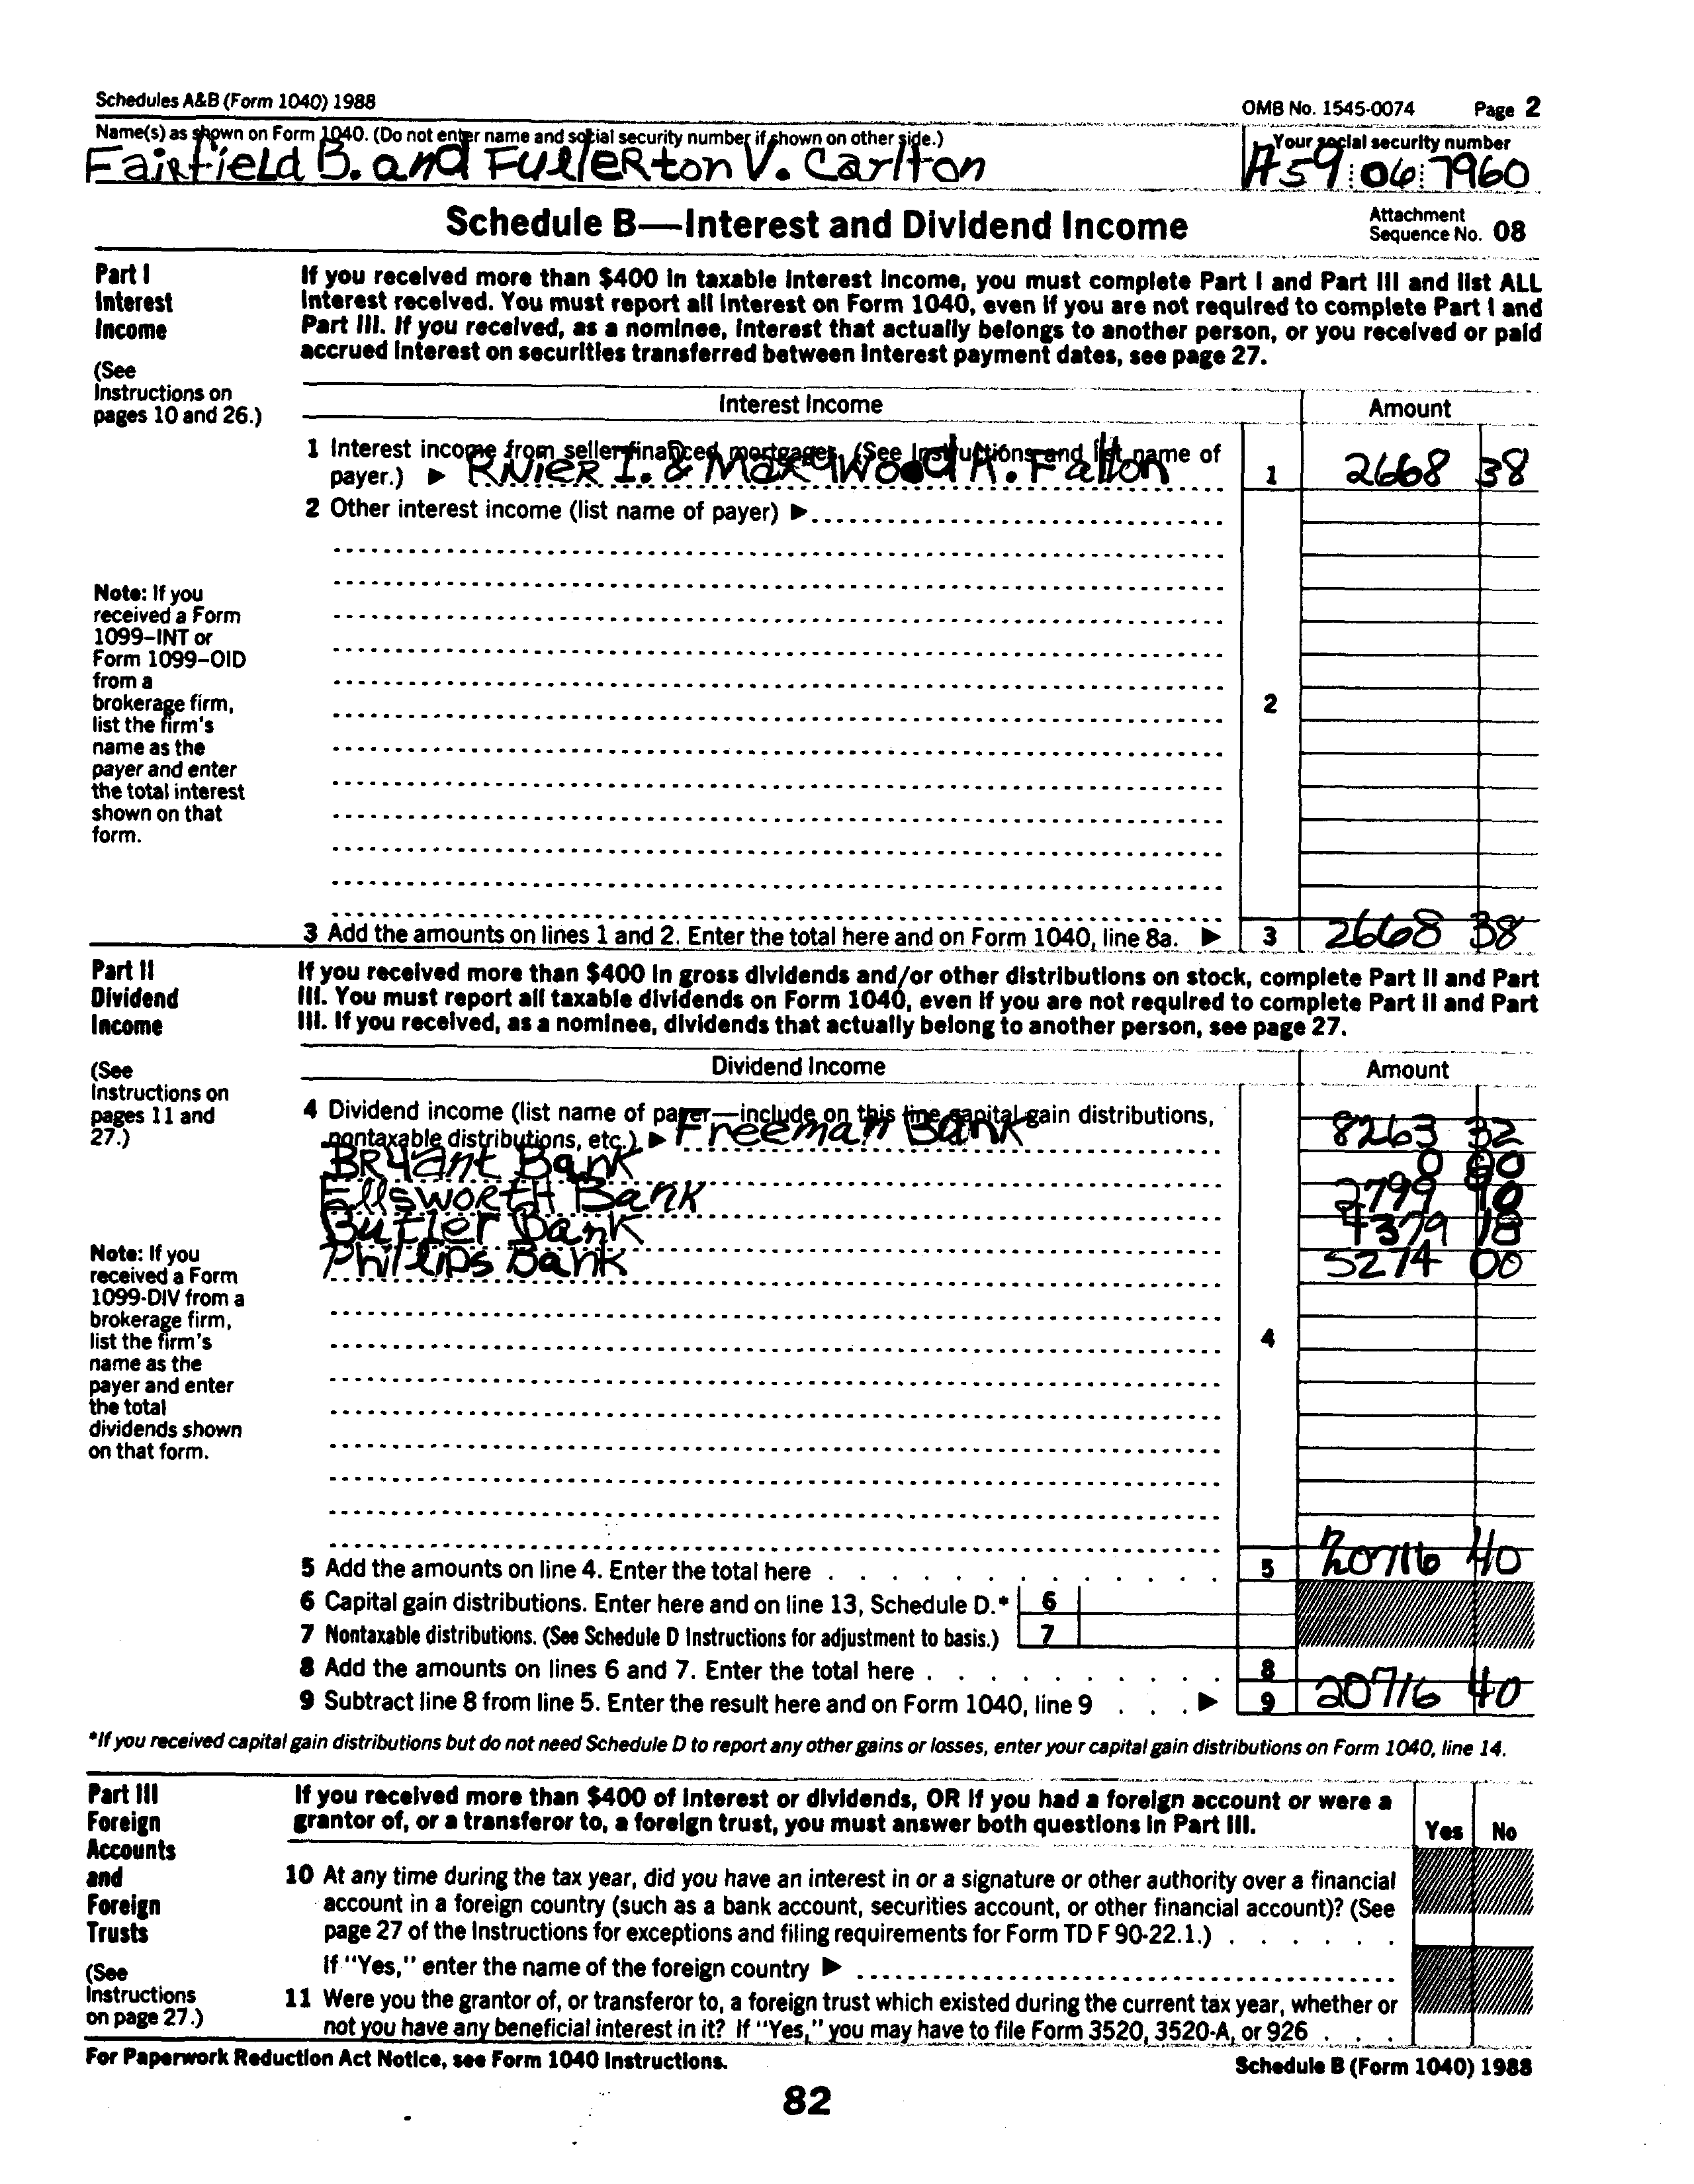 Schedules A&B (Form 1040) 1988 OMB No. 1545-0074 Page 2
Name(s) as shown on Form 1040. (Do not enter name and social security number if shown on other side.) Your social security number
Fairfield B. and Fullerton V. Carlton 59 06 7960
Schedule B—Interest and Dividend Income Attachment
Sequence No. 08
Part I
Interest
Income
(See
Instructions on
pages 10 and 26.)
If you received more than $400 in taxable interest income, you must complete Part I and Part III and list ALL
interest received. You must report all interest on Form 1040, even if you are not required to complete Part I and
Part III. If you received, as a nominee, interest that actually belongs to another person, or you received or paid
accrued interest on securities transferred between interest payment dates, see page 27.
Interest Income Amount
1 Interest income from seller-financed mortgages. (See Instructions and list name of
payer.) ▶ Knier I. & Maxwood A. Falton 1 2668 38
2 Other interest income (list name of payer) ▶
Note: If you
received a Form
1099–INT or
Form 1099–OID
from a
brokerage firm,
list the firm's
name as the
payer and enter
the total interest
shown on that
form.
2
3 Add the amounts on lines 1 and 2. Enter the total here and on Form 1040, line 8a. ▶ 3 2668 38
Part II
Dividend
Income
(See
Instructions on
pages 11 and
27.)
If you received more than $400 in gross dividends and/or other distributions on stock, complete Part II and Part
III. You must report all taxable dividends on Form 1040, even if you are not required to complete Part II and Part
III. If you received, as a nominee, dividends that actually belong to another person, see page 27.
Dividend Income Amount
4 Dividend income (list name of payer—include on this line capital gain distributions,
nontaxable distributions, etc.) ▶ Freeman Bank 8263 32
Bryant Bank 0 00
Ellsworth Bank 2799 90
Butler Bank 4379 18
Phillips Bank 5274 00
Note: If you
received a Form
1099-DIV from a
brokerage firm,
list the firm's
name as the
payer and enter
the total
dividends shown
on that form.
4
5 Add the amounts on line 4. Enter the total here 5 20716 40
6 Capital gain distributions. Enter here and on line 13, Schedule D.* 6
7 Nontaxable distributions. (See Schedule D Instructions for adjustment to basis.) 7
8 Add the amounts on lines 6 and 7. Enter the total here 8
9 Subtract line 8 from line 5. Enter the result here and on Form 1040, line 9 ▶ 9 20716 40
*If you received capital gain distributions but do not need Schedule D to report any other gains or losses, enter your capital gain distributions on Form 1040, line 14.
Part III
Foreign
Accounts
and
Foreign
Trusts
(See
Instructions
on page 27.)
If you received more than $400 of interest or dividends, OR if you had a foreign account or were a
grantor of, or a transferor to, a foreign trust, you must answer both questions in Part III. Yes No
10 At any time during the tax year, did you have an interest in or a signature or other authority over a financial
account in a foreign country (such as a bank account, securities account, or other financial account)? (See
page 27 of the Instructions for exceptions and filing requirements for Form TD F 90-22.1.)
If "Yes," enter the name of the foreign country ▶
11 Were you the grantor of, or transferor to, a foreign trust which existed during the current tax year, whether or
not you have any beneficial interest in it? If "Yes," you may have to file Form 3520, 3520-A, or 926
For Paperwork Reduction Act Notice, see Form 1040 Instructions. Schedule B (Form 1040) 1988
82